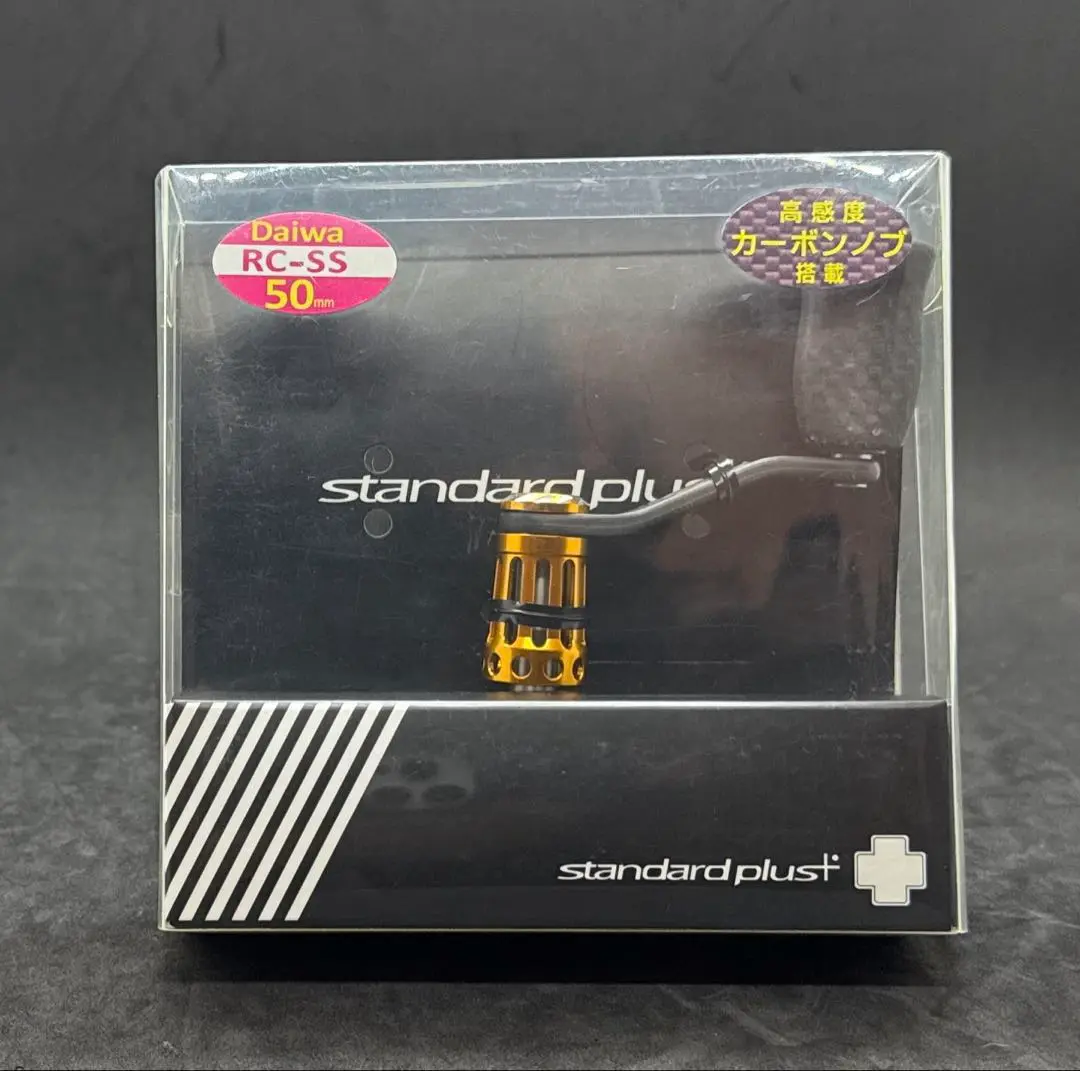 Daiwa
RC-SS
50mm
高感度
カーボンノブ
搭載
standard plus
standard plus+